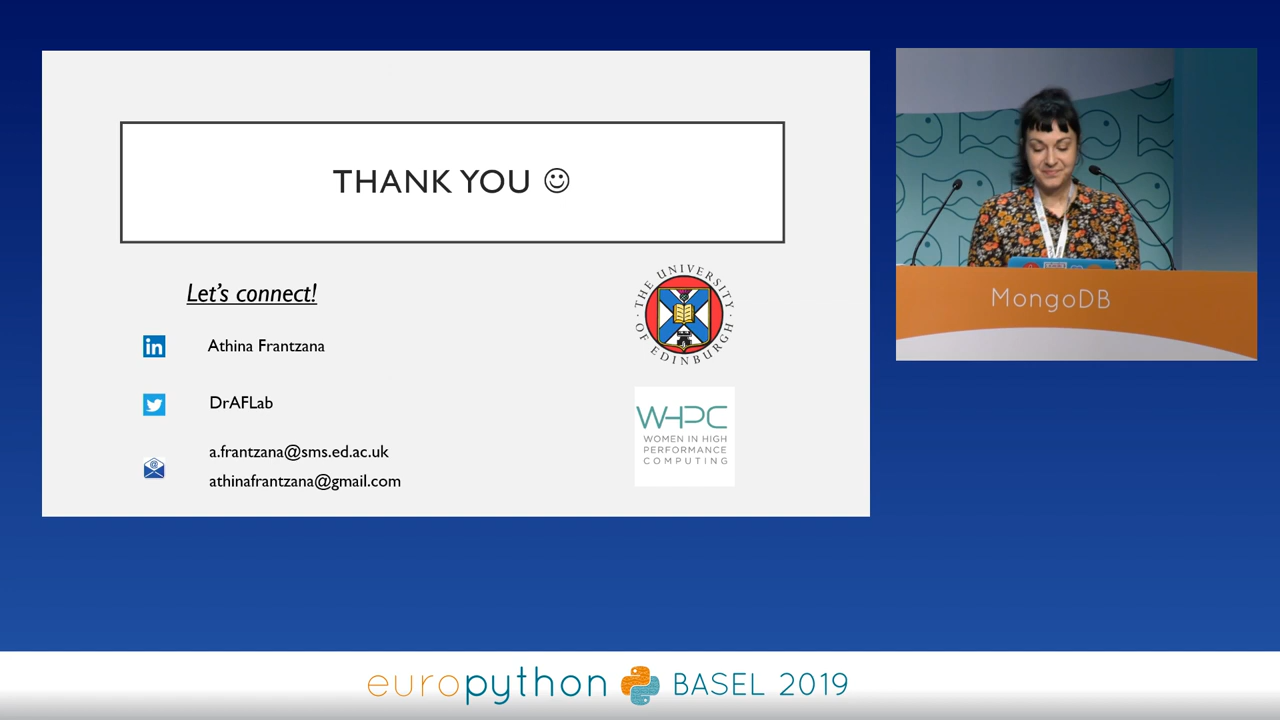 THANK YOU ☺
Let's connect!
in
Athina Frantzana
DrAFLab
a.frantzana@sms.ed.ac.uk
athinafrantzana@gmail.com
THE UNIVERSITY
OF EDINBURGH
WHPC
WOMEN IN HIGH
PERFORMANCE
COMPUTING
MongoDB
europython BASEL 2019